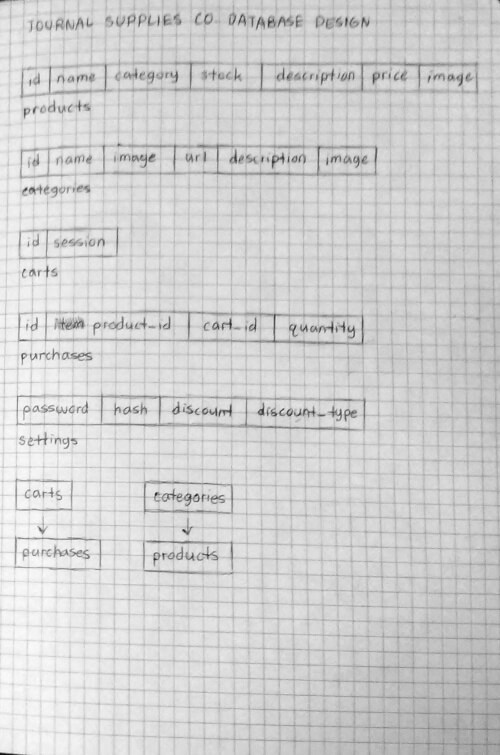 JOURNAL SUPPLIES CO. DATABASE DESIGN
id name category stock description price image
products
id name image url description image
categories
id session
carts
id product_id cart_id quantity
purchases
password hash discount discount_type
settings
carts categories
purchases products